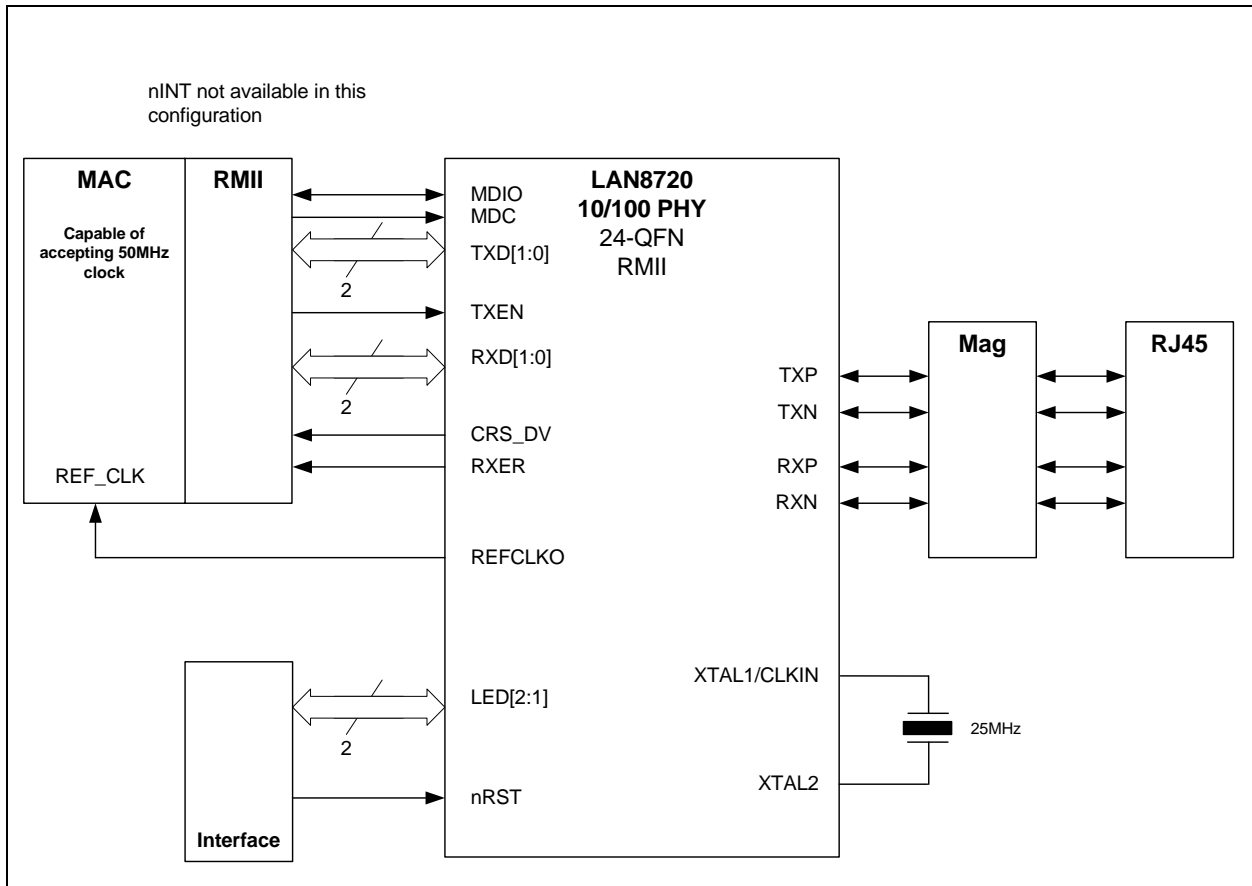 nINT not available in this
configuration
MAC
RMII
Capable of
accepting 50MHz
clock
REF_CLK
LAN8720
10/100 PHY
24-QFN
RMII
MDIO
MDC
TXD[1:0]
2
TXEN
RXD[1:0]
2
CRS_DV
RXER
REFCLKO
TXP
TXN
RXP
RXN
Mag
RJ45
LED[2:1]
2
nRST
Interface
XTAL1/CLKIN
25MHz
XTAL2